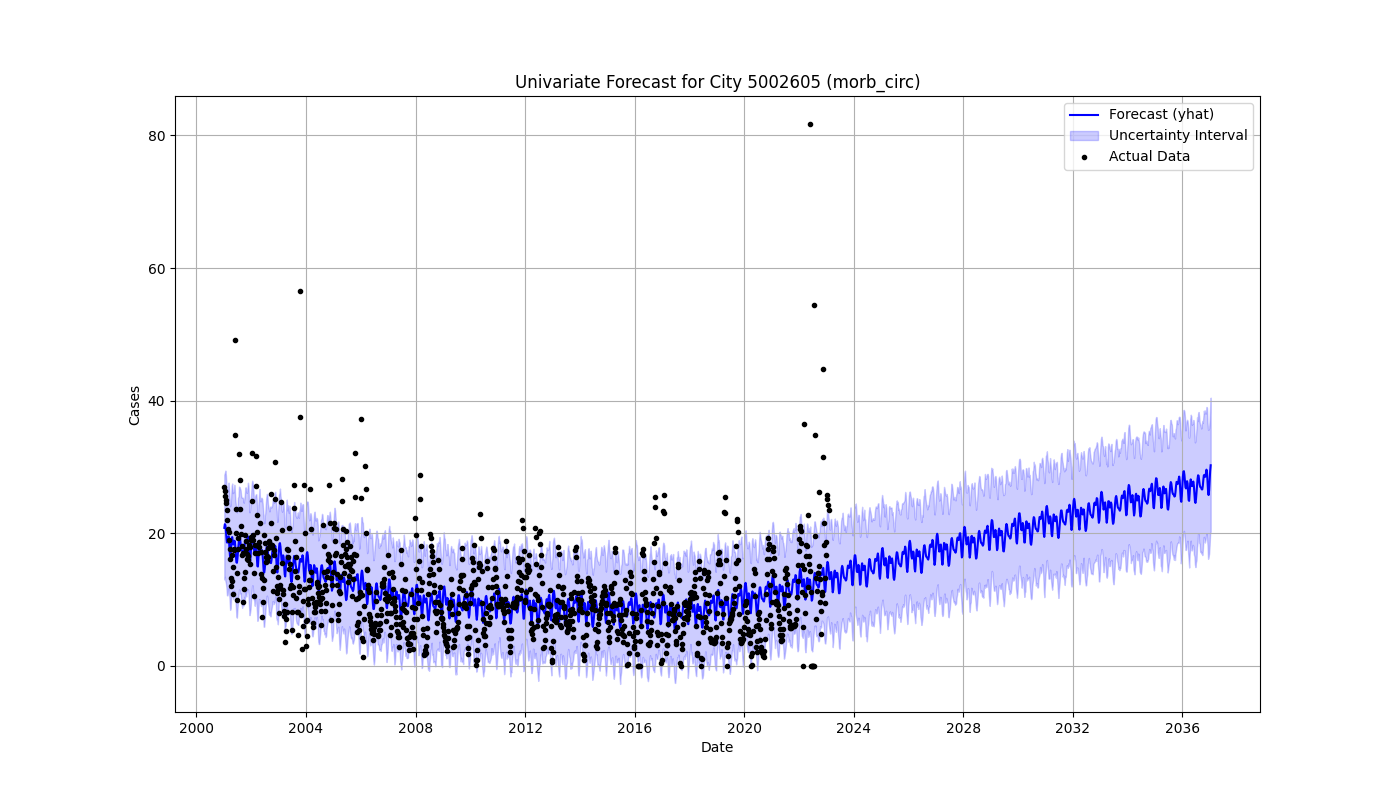 Univariate Forecast for City 5002605 (morb_circ)
Forecast (yhat)
Uncertainty Interval
Actual Data
80
60
40
20
0
Cases
2000 2004 2008 2012 2016 2020 2024 2028 2032 2036
Date